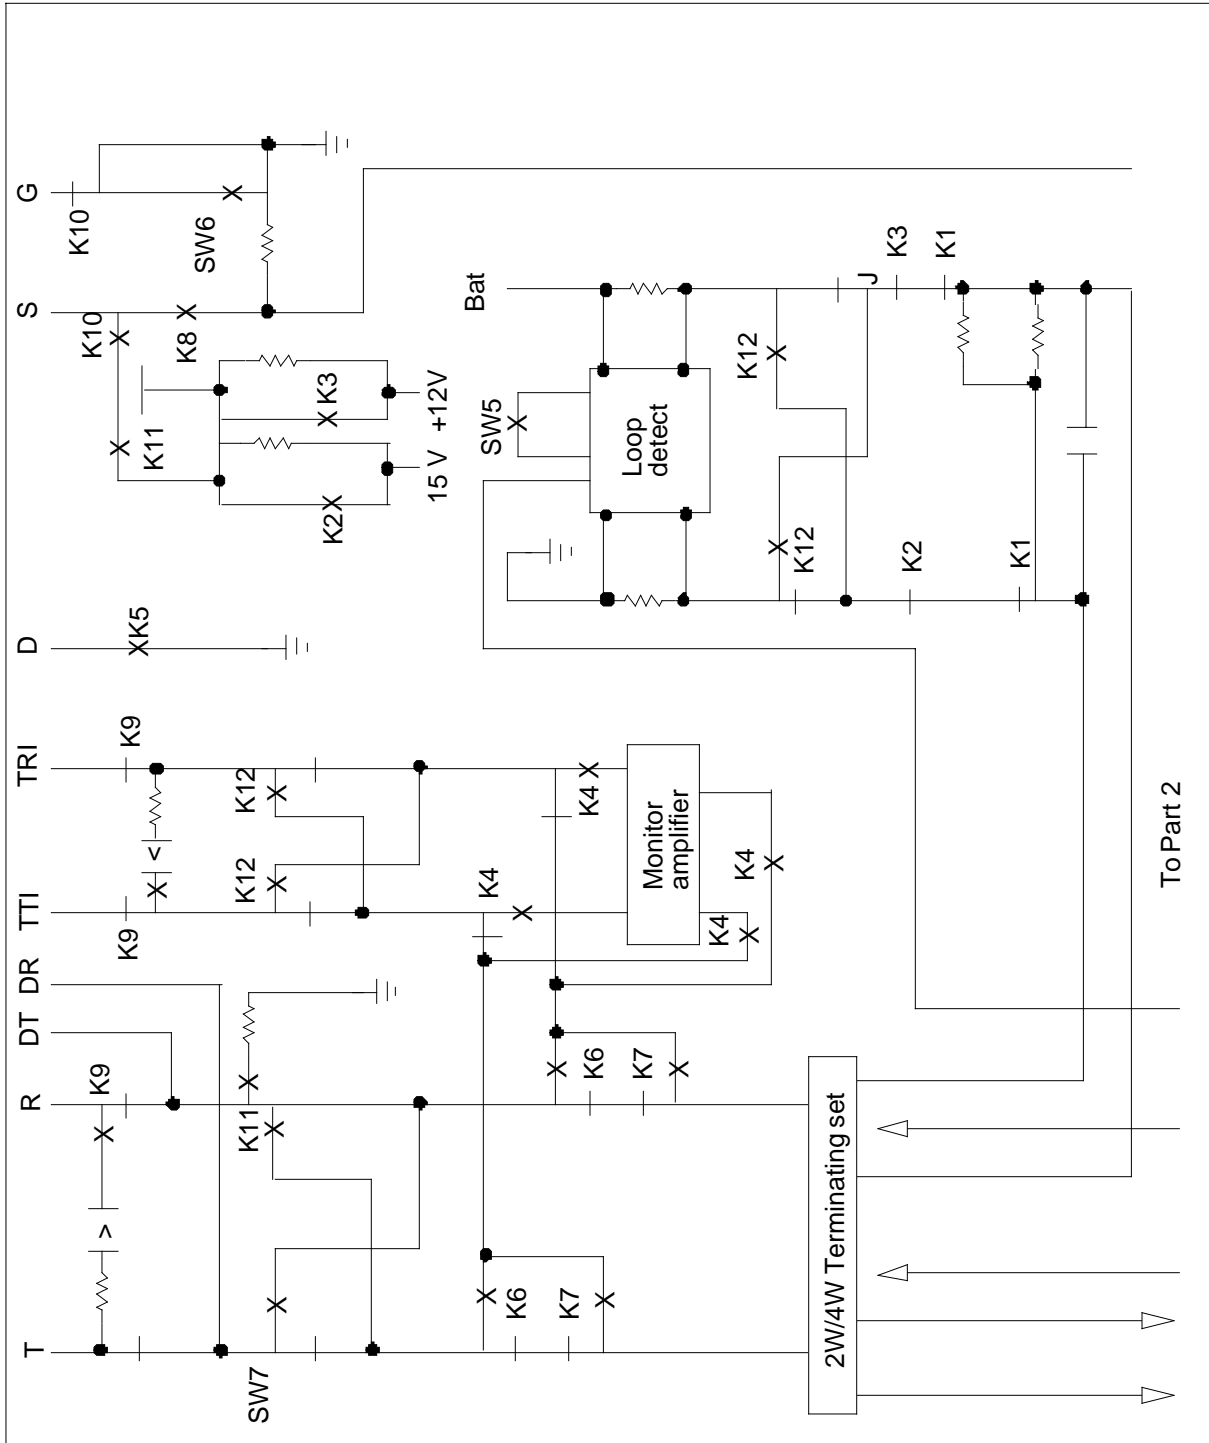 T
R
DT
DR
TTI
TRI
D
S
G
K9
K9
K9
K5
K10
K10
K8
SW6
K11
K3
K2
15 V
+12V
SW7
K11
K12
K12
SW5
Bat
Loop
detect
K12
K12
J
K3
K1
K2
K1
K4
K4
K4
K4
Monitor
amplifier
K6
K7
K6
K7
2W/4W Terminating set
To Part 2